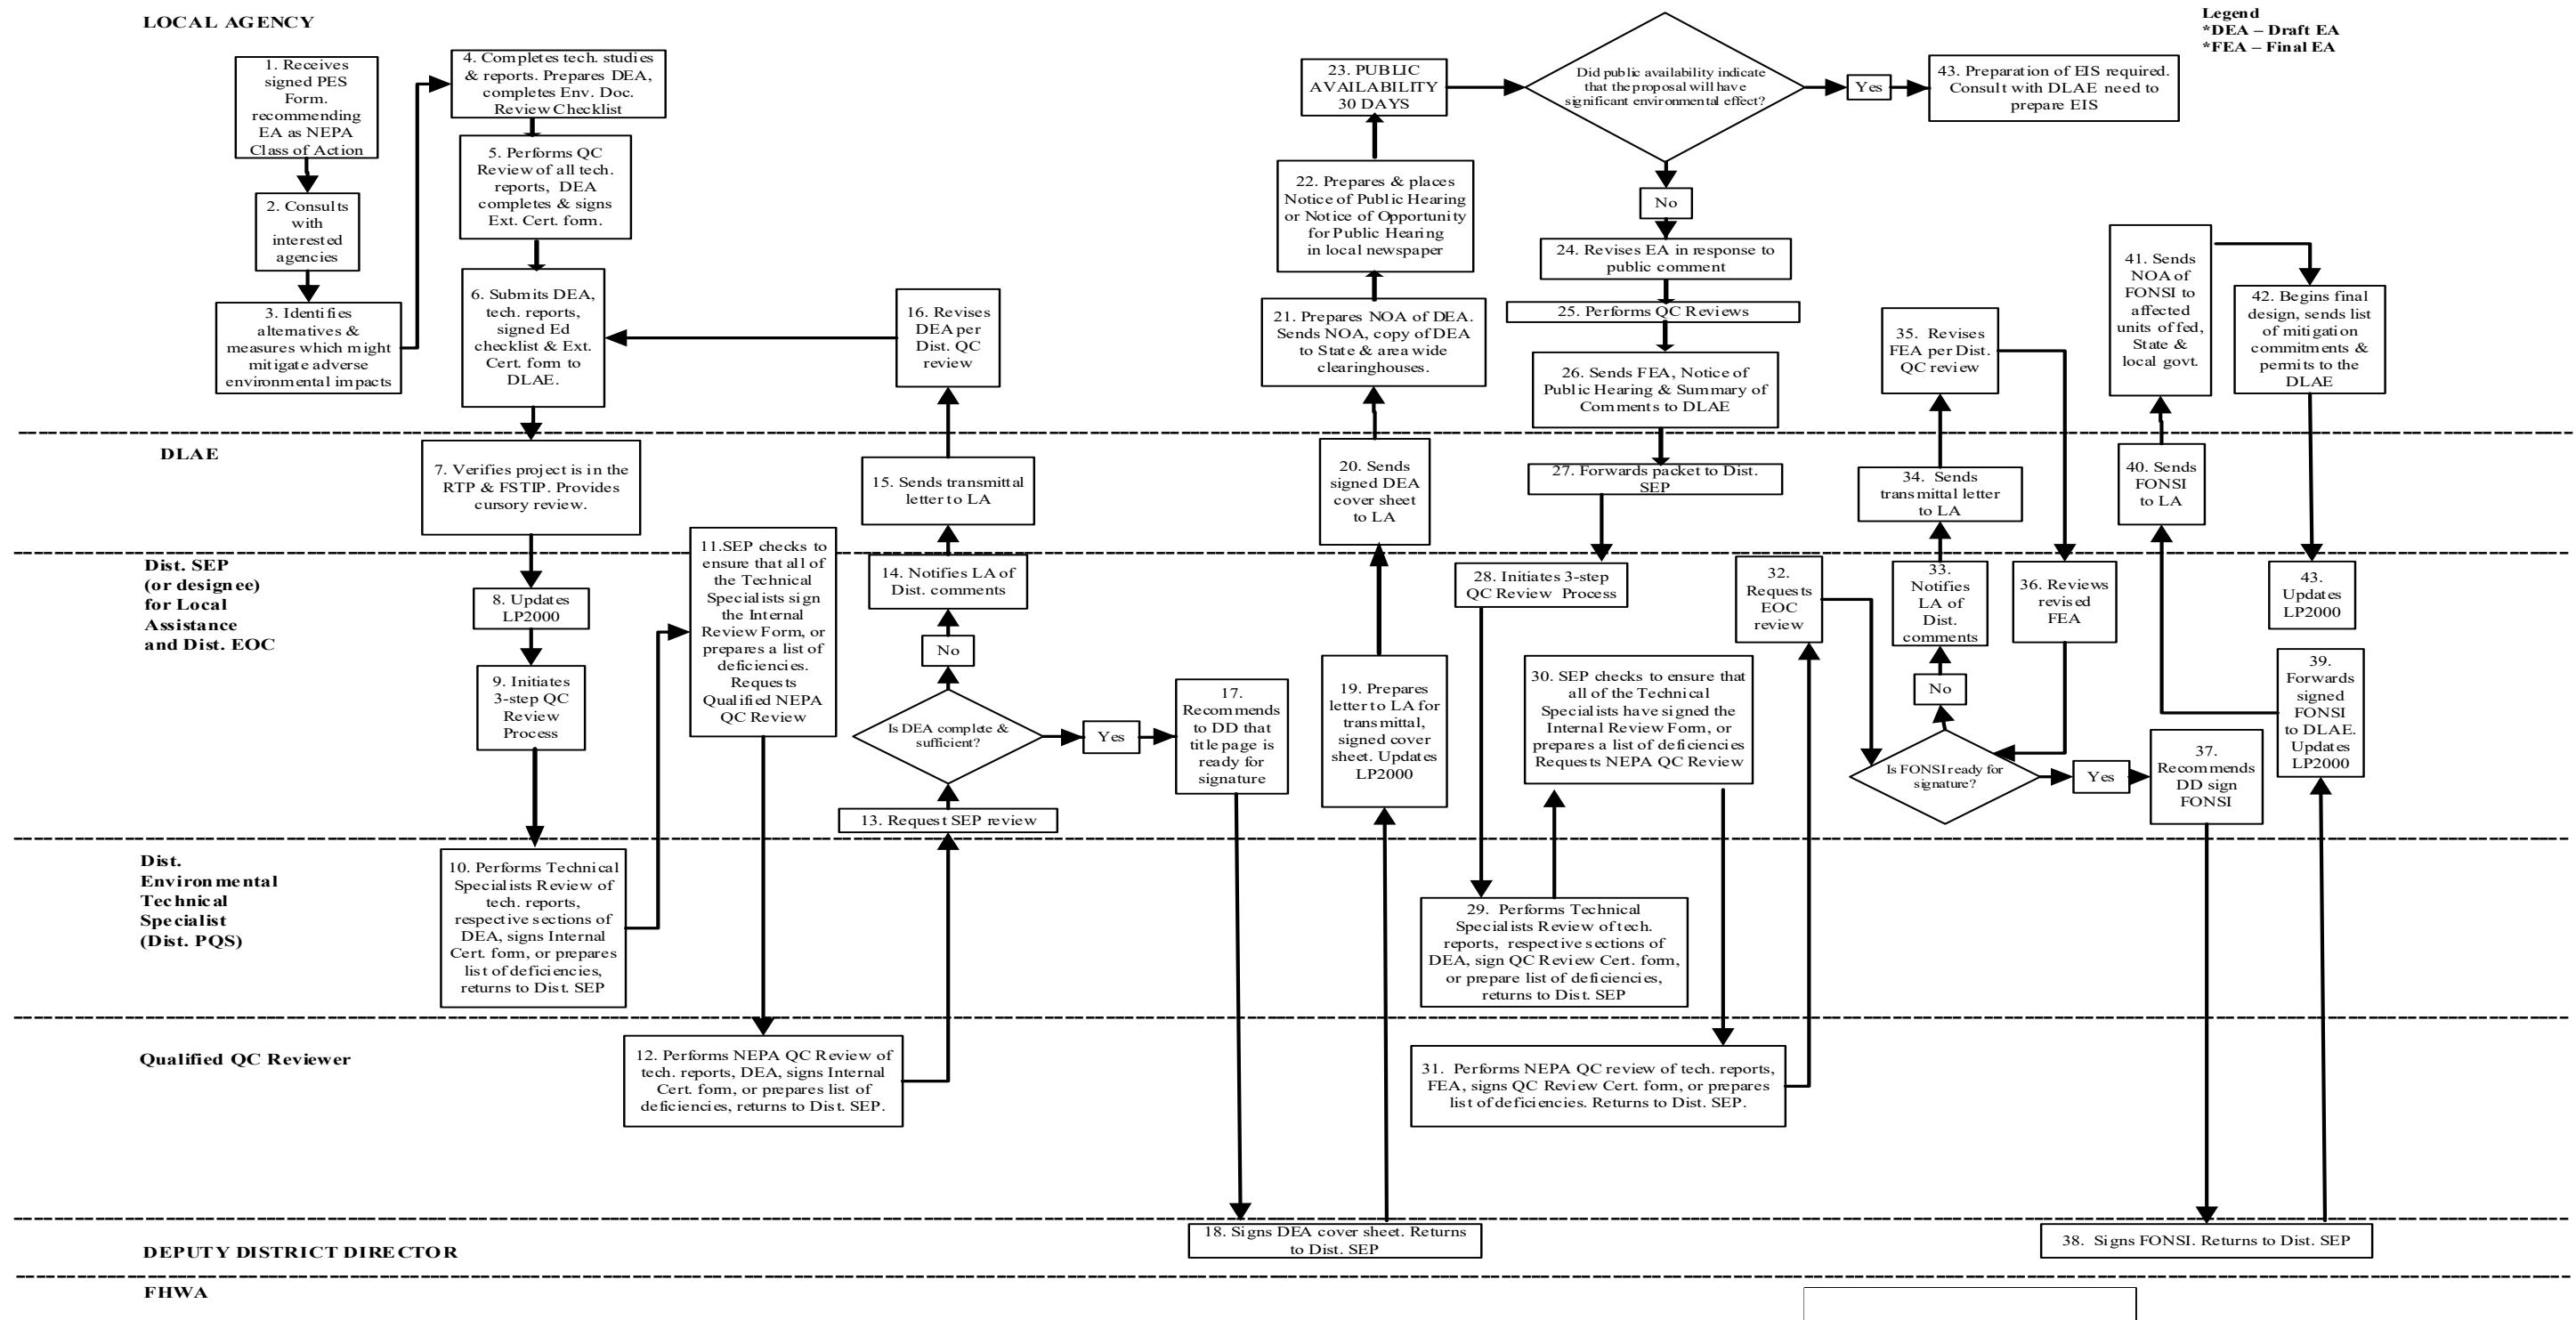 LOCAL AGENCY
Legend
*DEA – Draft EA
*FEA – Final EA
1. Receives
signed PES
Form.
recommending
EA as NEPA
Class of Action
2. Consults
with
interested
agencies
3. Identifies
alternatives &
measures which might
mitigate adverse
environmental impacts
4. Completes tech. studies
& reports. Prepares DEA,
completes Env. Doc.
Review Checklist
5. Performs QC
Review of all tech.
reports, DEA
completes & signs
Ext. Cert. form.
6. Submits DEA,
tech. reports,
signed Ed
checklist & Ext.
Cert. form to
DLAE.
16. Revises
DEA per
Dist. QC
review
23. PUBLIC
AVAILABILITY
30 DAYS
22. Prepares & places
Notice of Public Hearing
or Notice of Opportunity
for Public Hearing
in local newspaper
21. Prepares NOA of DEA.
Sends NOA, copy of DEA
to State & area wide
clearinghouses.
Did public availability indicate
that the proposal will have
significant environmental effect?
Yes
43. Preparation of EIS required.
Consult with DLAE need to
prepare EIS
No
24. Revises EA in response to
public comment
25. Performs QC Reviews
26. Sends FEA, Notice of
Public Hearing & Summary of
Comments to DLAE
35. Revises
FEA per Dist.
QC review
41. Sends
NOA of
FONSI to
affected
units of fed,
State &
local govt.
42. Begins final
design, sends list
of mitigation
commitments &
permits to the
DLAE
DLAE
7. Verifies project is in the
RTP & FSTIP. Provides
cursory review.
15. Sends transmittal
letter to LA
20. Sends
signed DEA
cover sheet
to LA
27. Forwards packet to Dist.
SEP
34. Sends
transmittal letter
to LA
40. Sends
FONSI
to LA
Dist. SEP
(or designee)
for Local
Assistance
and Dist. EOC
8. Updates
LP2000
9. Initiates
3-step QC
Review
Process
11.SEP checks to
ensure that all of
the Technical
Specialists sign
the Internal
Review Form, or
prepares a list of
deficiencies.
Requests
Qualified NEPA
QC Review
14. Notifies LA of
Dist. comments
No
Is DEA complete &
sufficient?
Yes
13. Request SEP review
17.
Recommends
to DD that
title page is
ready for
signature
19. Prepares
letter to LA for
transmittal,
signed cover
sheet. Updates
LP2000
28. Initiates 3-step
QC Review Process
30. SEP checks to ensure that
all of the Technical
Specialists have signed the
Internal Review Form, or
prepares a list of deficiencies
Requests NEPA QC Review
32.
Requests
EOC
review
33.
Notifies
LA of
Dist.
comments
No
Is FONSI ready for
signature?
Yes
36. Reviews
revised
FEA
37.
Recommends
DD sign
FONSI
43.
Updates
LP2000
39.
Forwards
signed
FONSI
to DLAE.
Updates
LP2000
Dist.
Environmental
Technical
Specialist
(Dist. PQS)
10. Performs Technical
Specialists Review of
tech. reports,
respective sections of
DEA, signs Internal
Cert. form, or prepares
list of deficiencies,
returns to Dist. SEP
29. Performs Technical
Specialists Review of tech.
reports, respective sections of
DEA, sign QC Review Cert. form,
or prepare list of deficiencies,
returns to Dist. SEP
Qualified QC Reviewer
12. Performs NEPA QC Review of
tech. reports, DEA, signs Internal
Cert. form, or prepares list of
deficiencies, returns to Dist. SEP.
31. Performs NEPA QC review of tech. reports,
FEA, signs QC Review Cert. form, or prepares
list of deficiencies. Returns to Dist. SEP.
DEPUTY DISTRICT DIRECTOR
18. Signs DEA cover sheet. Returns
to Dist. SEP
38. Signs FONSI. Returns to Dist. SEP
FHWA